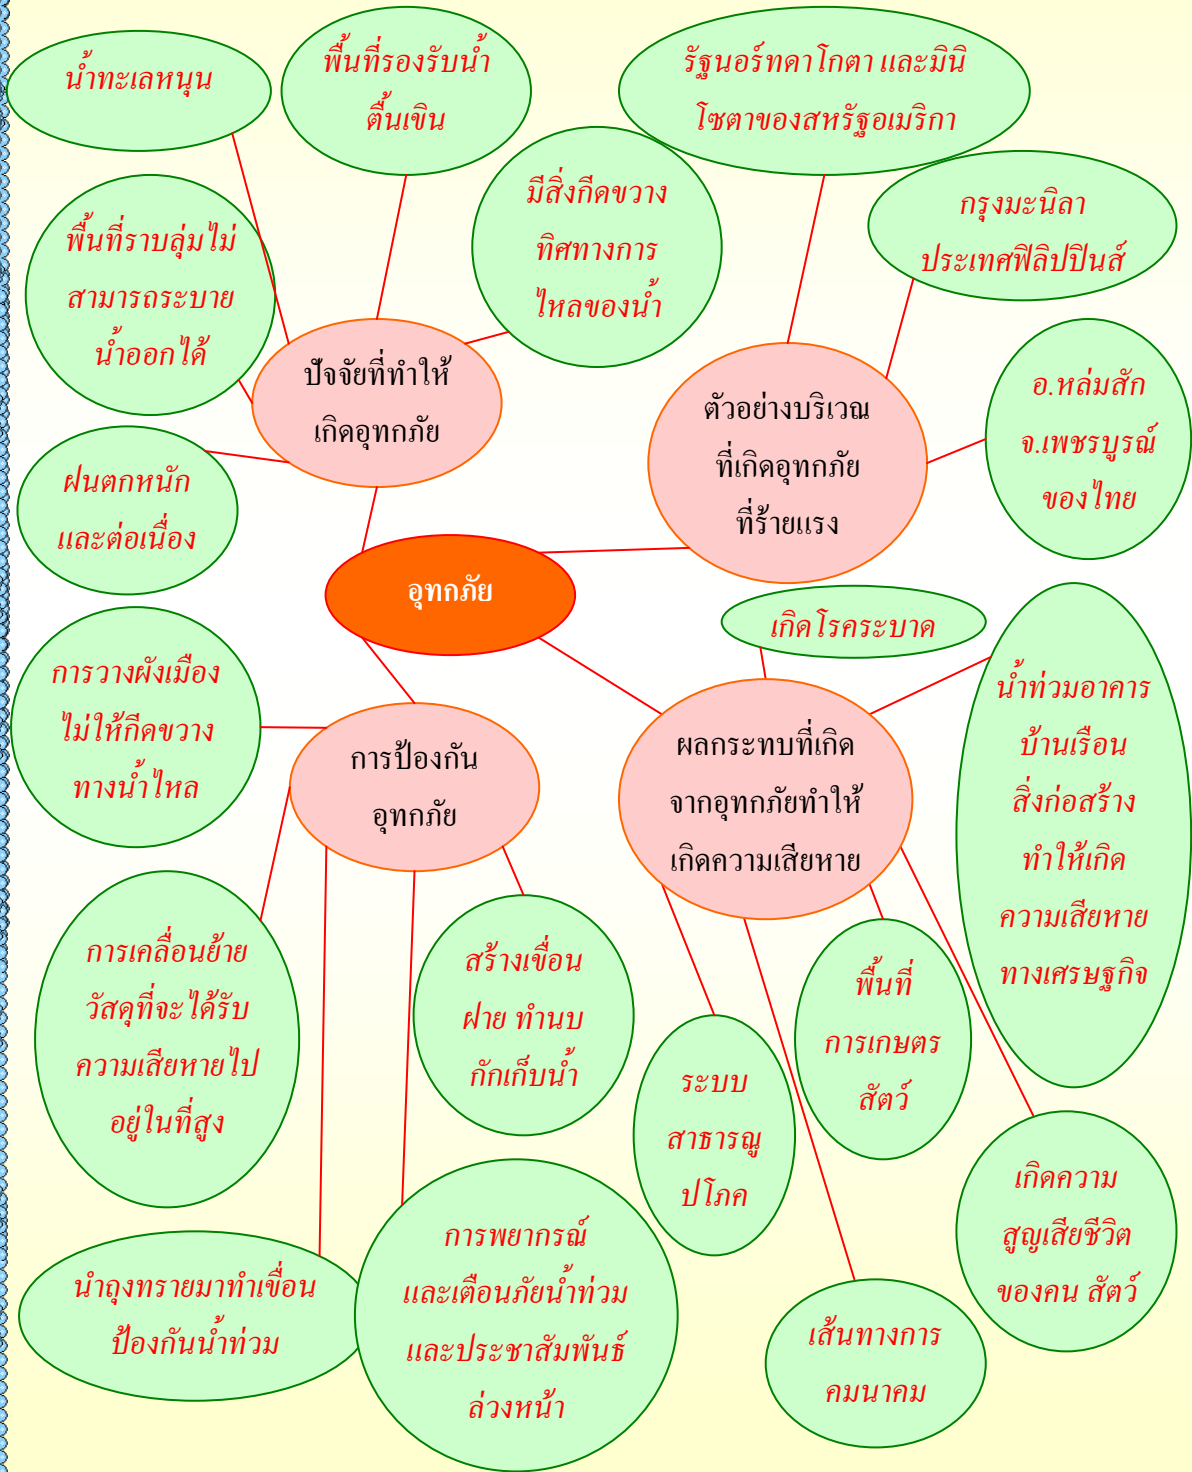 น้ำทะเลหนุน
พื้นที่รองรับน้ำ
ตื้นเขิน
รัฐนอร์ทดาโกตา และมินิ
โซตาของสหรัฐอเมริกา
มีสิ่งกีดขวาง
ทิศทางการ
ไหลของน้ำ
กรุงมะนิลา
ประเทศฟิลิปปินส์
พื้นที่ราบลุ่มไม่
สามารถระบาย
น้ำออกได้
ปัจจัยที่ทำให้
เกิดอุทกภัย
ตัวอย่างบริเวณ
ที่เกิดอุทกภัย
ที่ร้ายแรง
อ.หล่มสัก
จ.เพชรบูรณ์
ของไทย
ฝนตกหนัก
และต่อเนื่อง
อุทกภัย
เกิดโรคระบาด
การวางผังเมือง
ไม่ให้กีดขวาง
ทางน้ำไหล
การป้องกัน
อุทกภัย
ผลกระทบที่เกิด
จากอุทกภัยทำให้
เกิดความเสียหาย
น้ำท่วมอาคาร
บ้านเรือน
สิ่งก่อสร้าง
ทำให้เกิด
ความเสียหาย
ทางเศรษฐกิจ
การเคลื่อนย้าย
วัสดุที่จะได้รับ
ความเสียหายไป
อยู่ในที่สูง
สร้างเขื่อน
ฝาย ทำนบ
กักเก็บน้ำ
พื้นที่
การเกษตร
สัตว์
ระบบ
สาธารณู
ปโภค
เกิดความ
สูญเสียชีวิต
ของคน สัตว์
นำถุงทรายมาทำเขื่อน
ป้องกันน้ำท่วม
การพยากรณ์
และเตือนภัยน้ำท่วม
และประชาสัมพันธ์
ล่วงหน้า
เส้นทางการ
คมนาคม